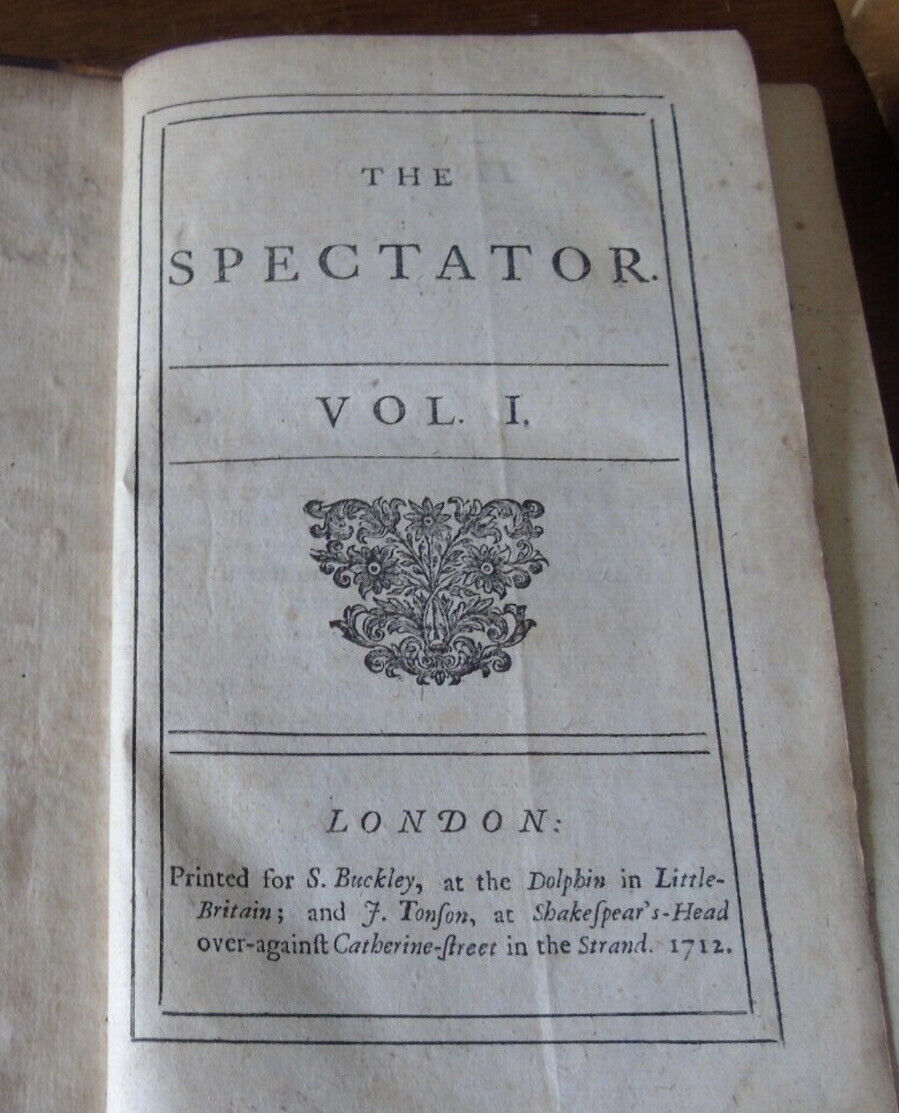 THE
SPECTATOR.
VOL. I.
LONDON:
Printed for S. Buckley, at the Dolphin in Little-
Britain; and J. Tonſon, at Shakeſpear's-Head
over-againſt Catherine-ſtreet in the Strand. 1712.